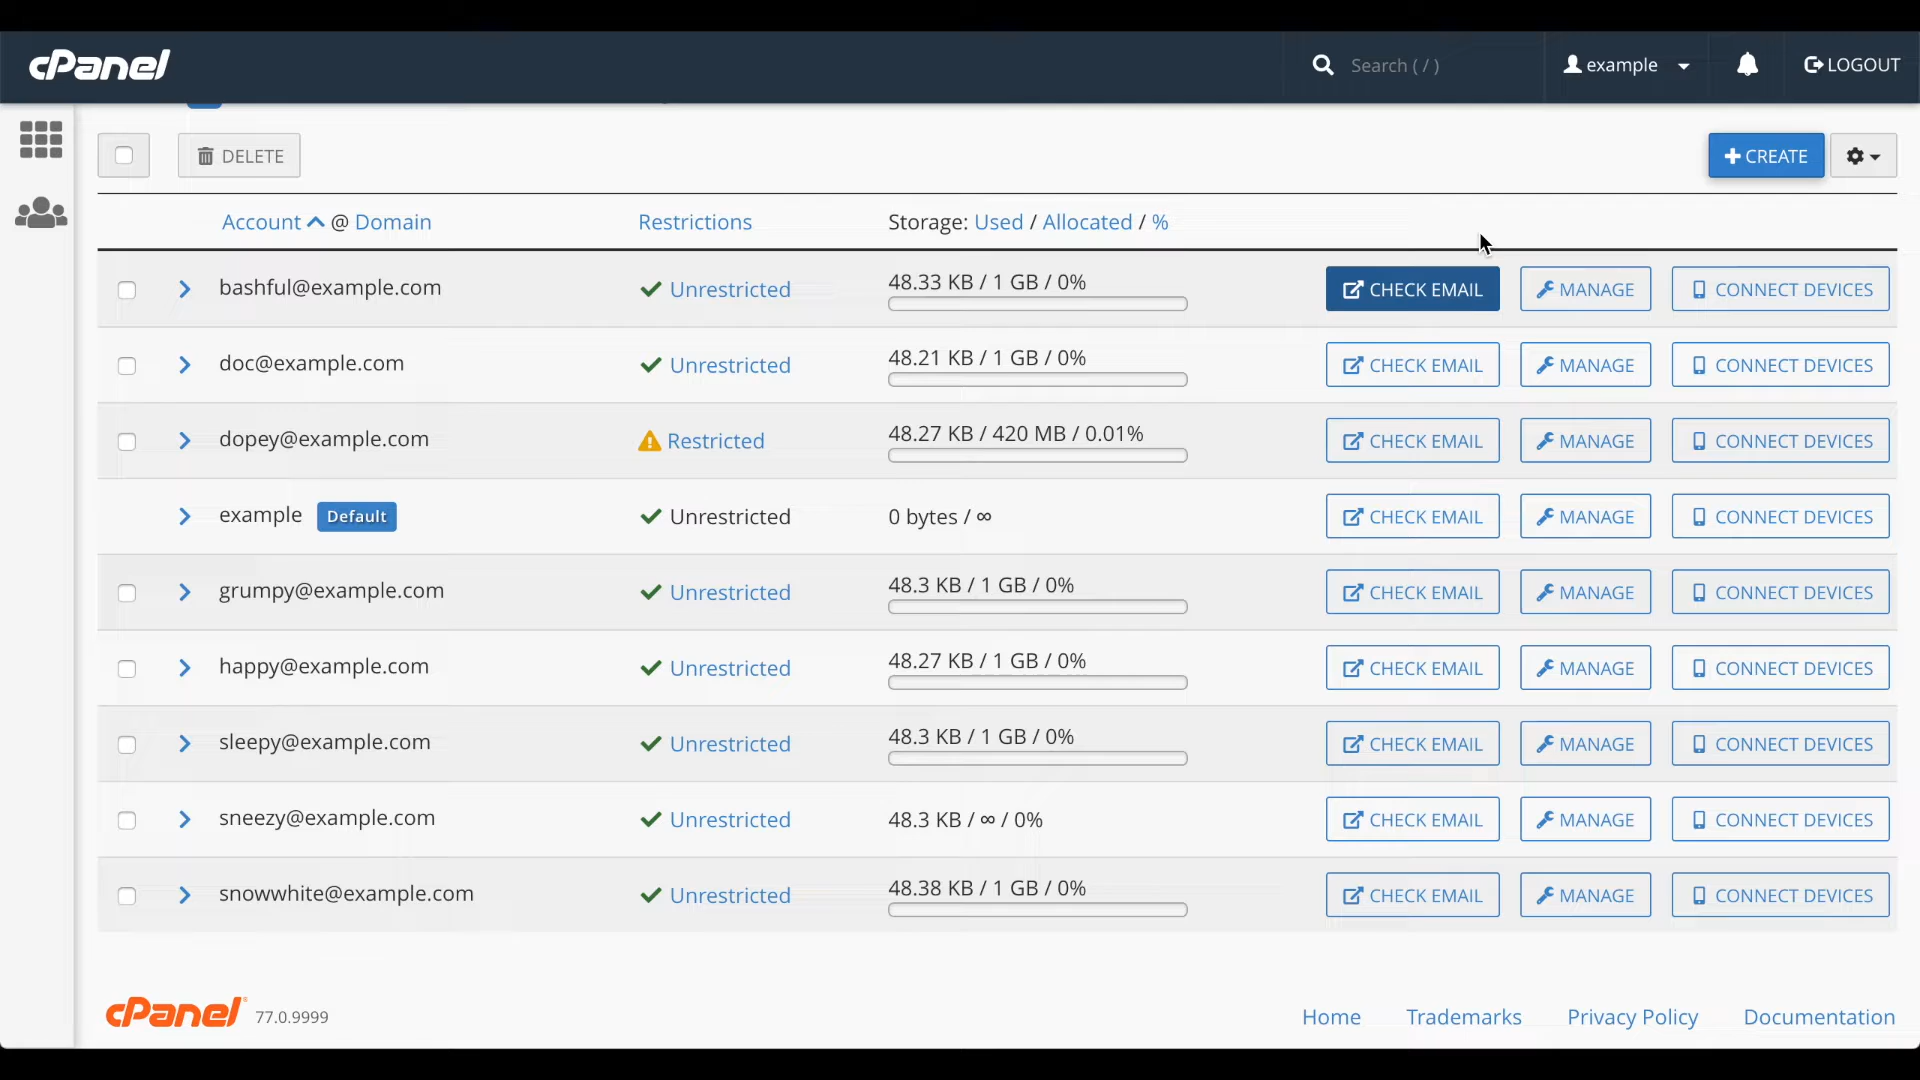 cPanel Search ( / ) example LOGOUT
DELETE CREATE
Account @ Domain Restrictions Storage: Used / Allocated / %
bashful@example.com Unrestricted 48.33 KB / 1 GB / 0% CHECK EMAIL MANAGE CONNECT DEVICES
doc@example.com Unrestricted 48.21 KB / 1 GB / 0% CHECK EMAIL MANAGE CONNECT DEVICES
dopey@example.com Restricted 48.27 KB / 420 MB / 0.01% CHECK EMAIL MANAGE CONNECT DEVICES
example Default Unrestricted 0 bytes / ∞ CHECK EMAIL MANAGE CONNECT DEVICES
grumpy@example.com Unrestricted 48.3 KB / 1 GB / 0% CHECK EMAIL MANAGE CONNECT DEVICES
happy@example.com Unrestricted 48.27 KB / 1 GB / 0% CHECK EMAIL MANAGE CONNECT DEVICES
sleepy@example.com Unrestricted 48.3 KB / 1 GB / 0% CHECK EMAIL MANAGE CONNECT DEVICES
sneezy@example.com Unrestricted 48.3 KB / ∞ / 0% CHECK EMAIL MANAGE CONNECT DEVICES
snowwhite@example.com Unrestricted 48.38 KB / 1 GB / 0% CHECK EMAIL MANAGE CONNECT DEVICES
cPanel 77.0.9999 Home Trademarks Privacy Policy Documentation